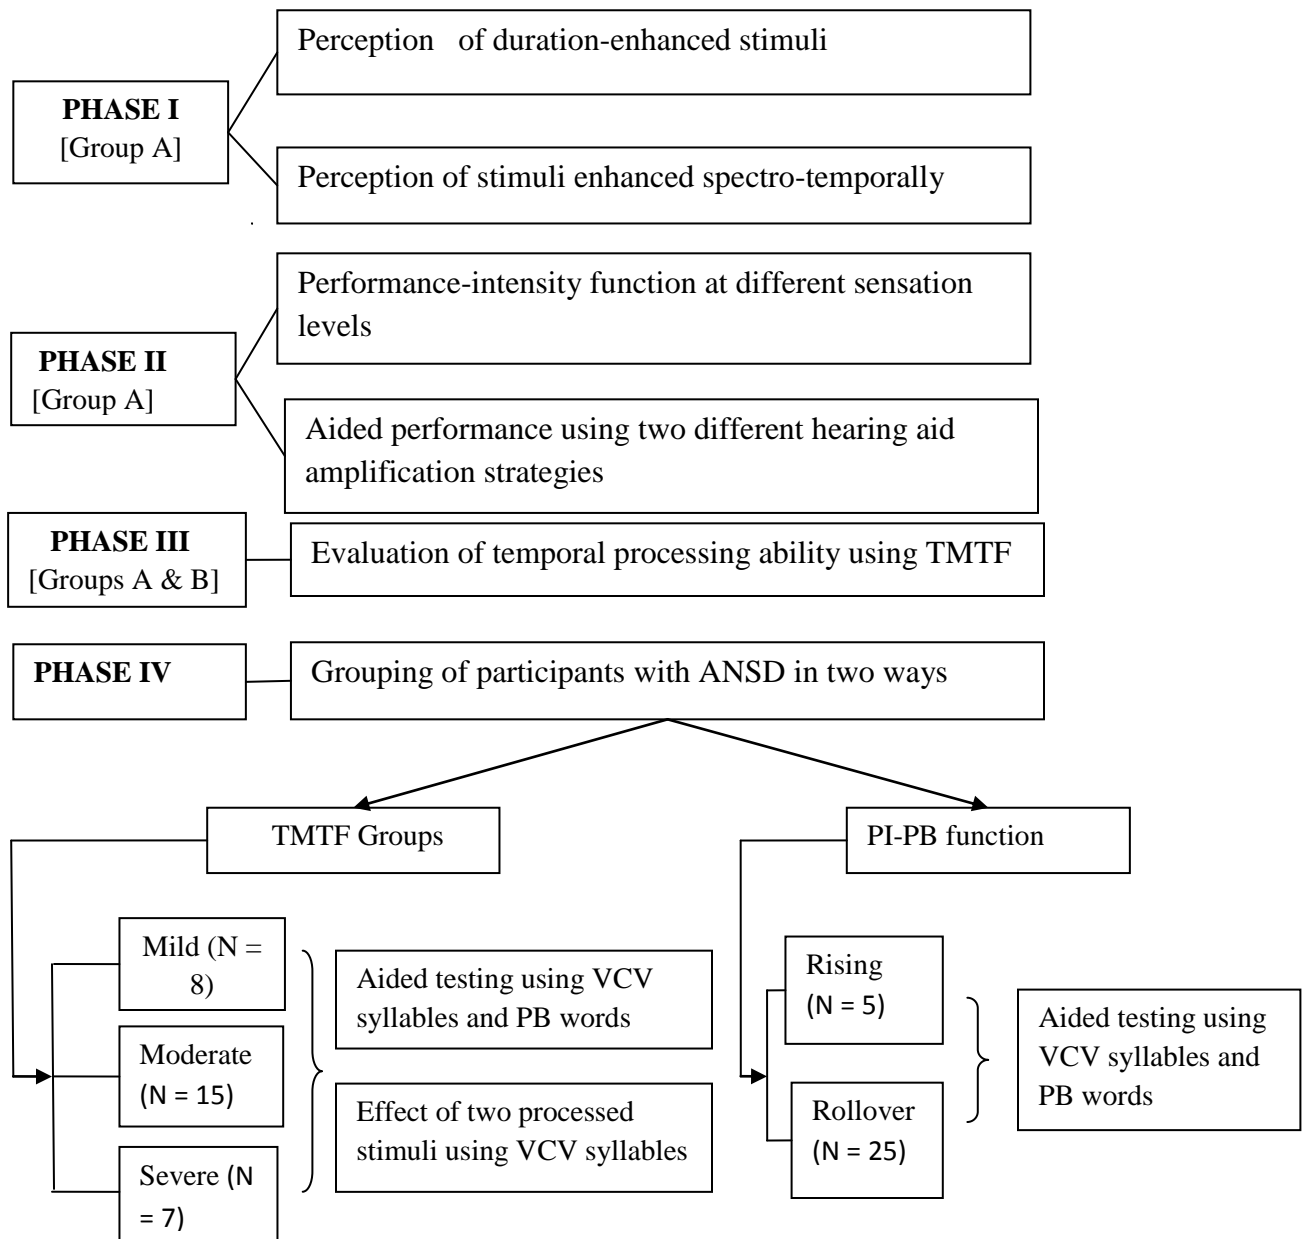 Perception of duration-enhanced stimuli
PHASE I
[Group A]
Perception of stimuli enhanced spectro-temporally
Performance-intensity function at different sensation
levels
PHASE II
[Group A]
Aided performance using two different hearing aid
amplification strategies
PHASE III
[Groups A & B]
Evaluation of temporal processing ability using TMTF
PHASE IV
Grouping of participants with ANSD in two ways
TMTF Groups
PI-PB function
Mild (N =
8)
Moderate
(N = 15)
Severe (N
= 7)
Aided testing using VCV
syllables and PB words
Effect of two processed
stimuli using VCV syllables
Rising
(N = 5)
Rollover
(N = 25)
Aided testing using
VCV syllables and
PB words